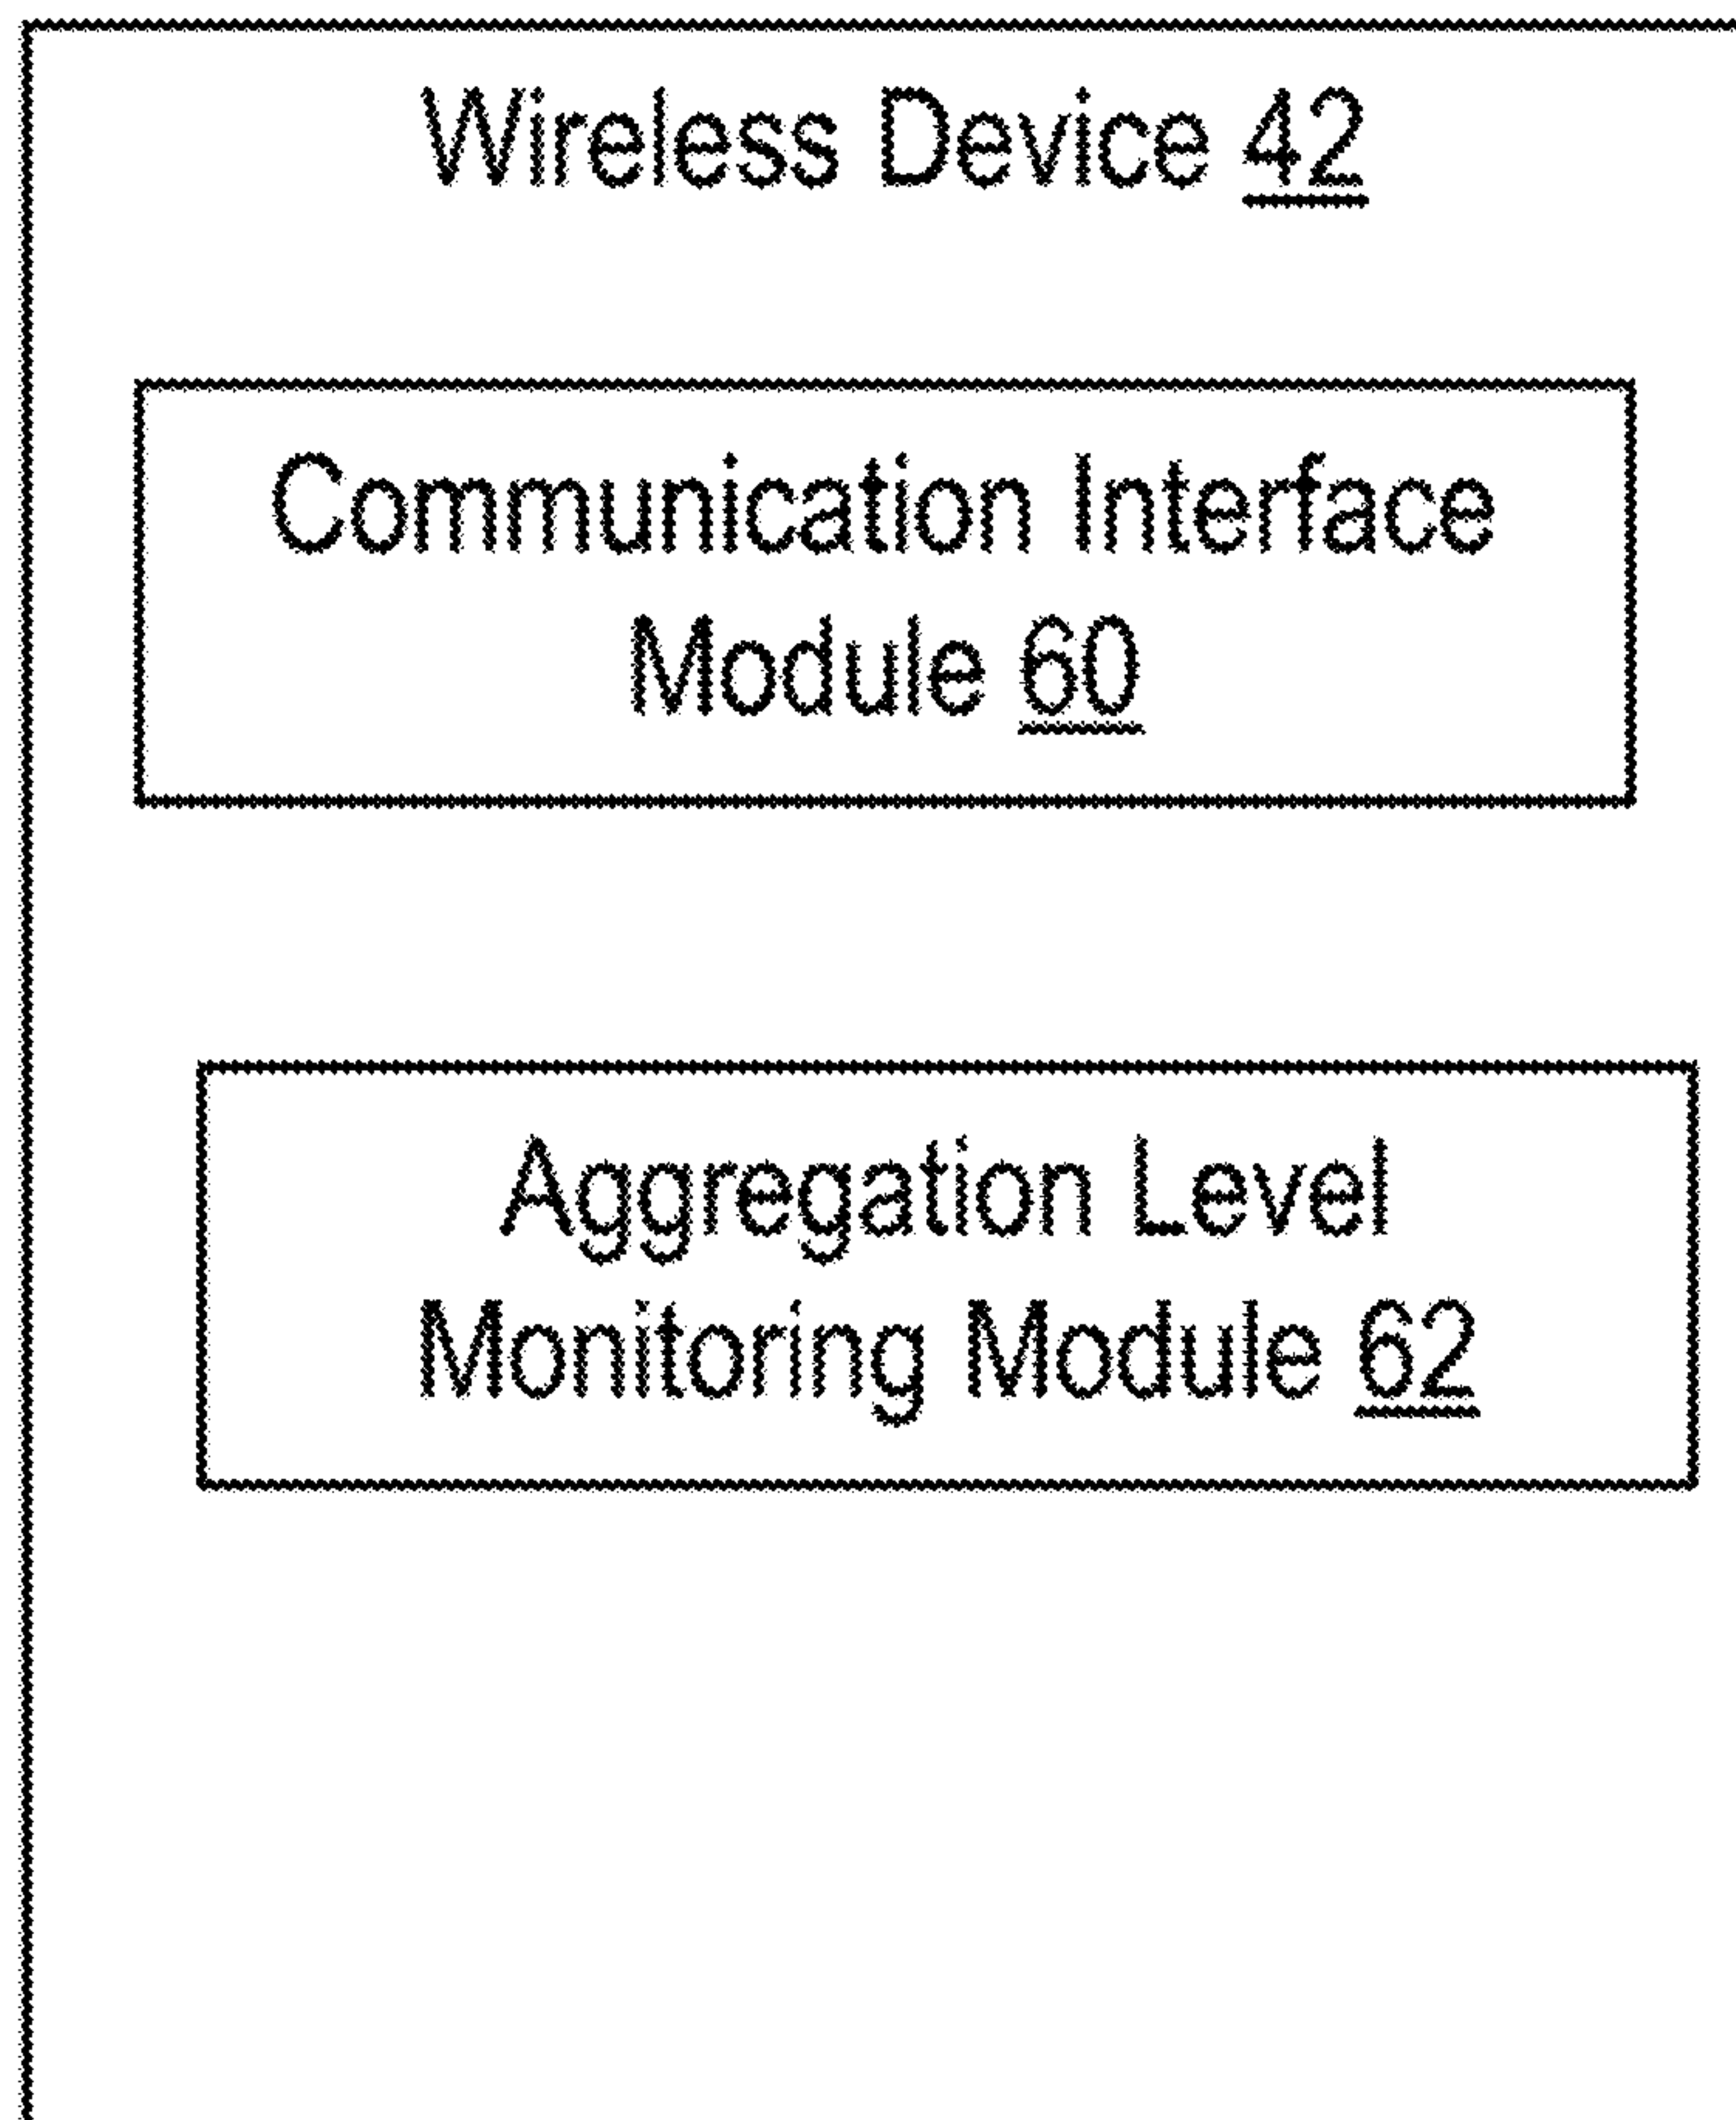 Wireless Device 42
Communication Interface
Module 60
Aggregation Level
Monitoring Module 62